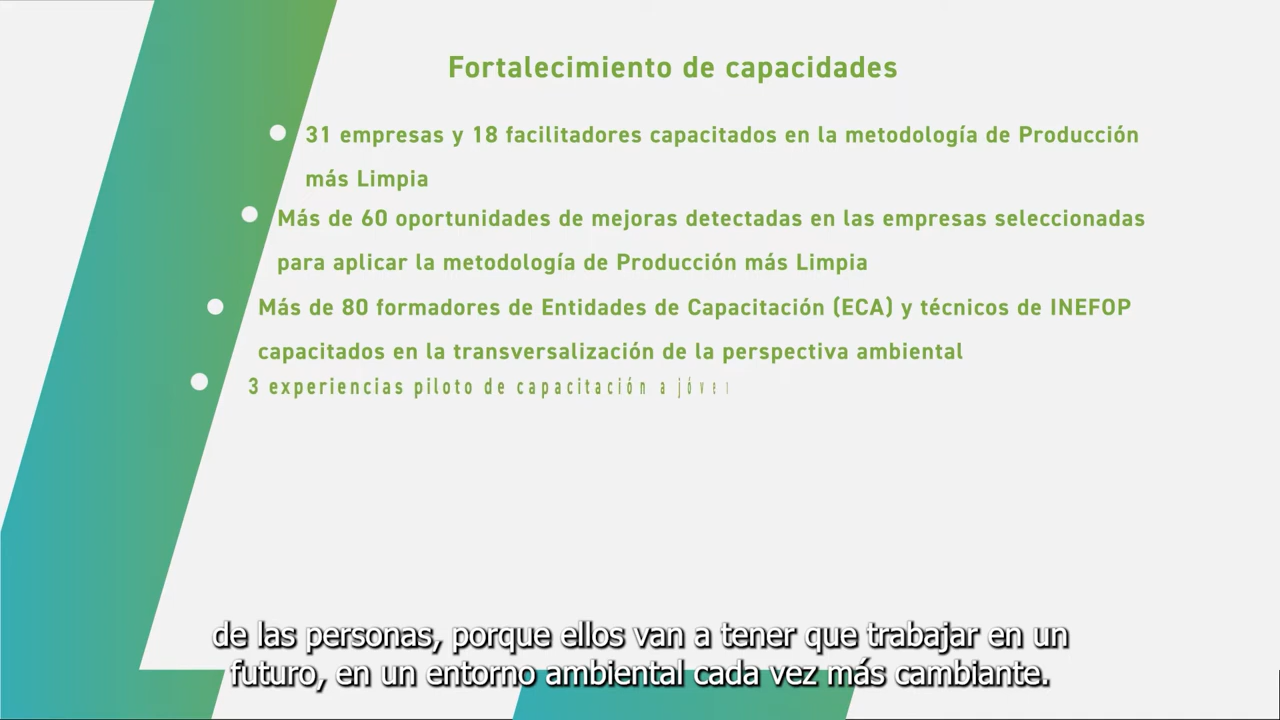 Fortalecimiento de capacidades
31 empresas y 18 facilitadores capacitados en la metodología de Producción
más Limpia
Más de 60 oportunidades de mejoras detectadas en las empresas seleccionadas
para aplicar la metodología de Producción más Limpia
Más de 80 formadores de Entidades de Capacitación (ECA) y técnicos de INEFOP
capacitados en la transversalización de la perspectiva ambiental
3 experiencias piloto de capacitación a
de las personas, porque ellos van a tener que trabajar en un
futuro, en un entorno ambiental cada vez más cambiante.